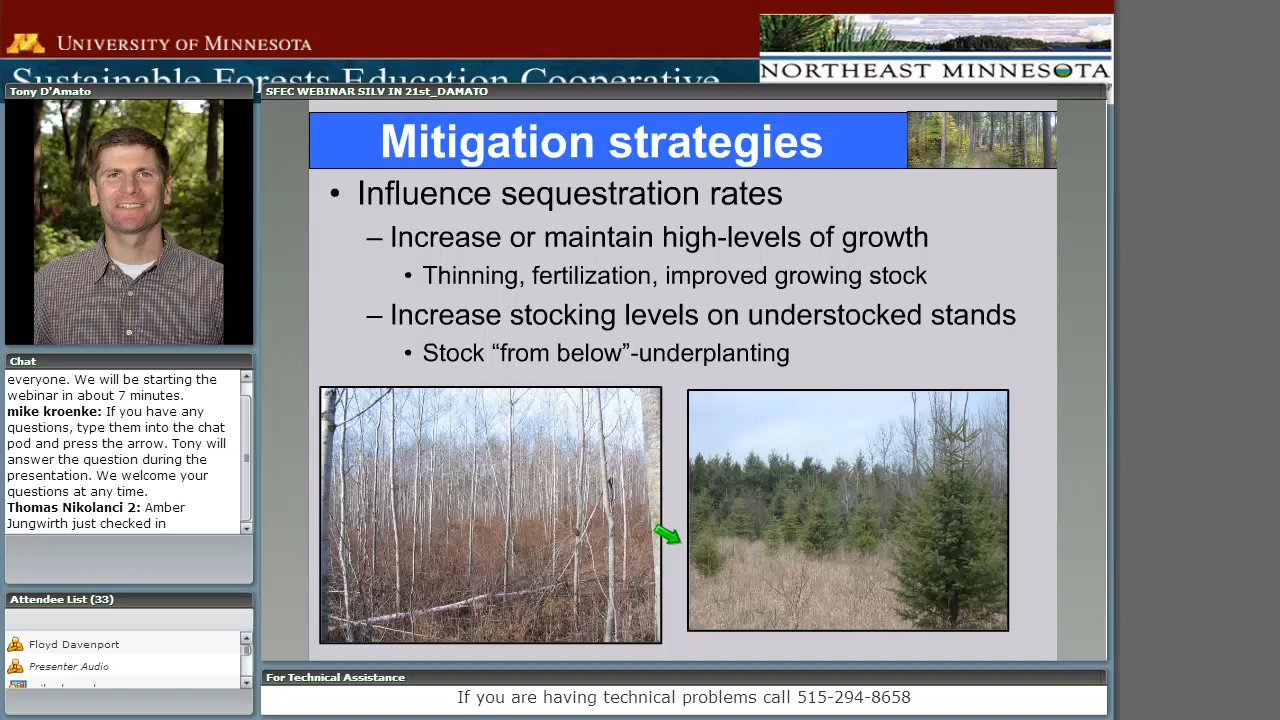 UNIVERSITY OF MINNESOTA
Sustainable Forests Education Cooperative
NORTHEAST MINNESOTA
Tony D'Amato
SFEC WEBINAR SILV IN 21st_DAMATO
Mitigation strategies
• Influence sequestration rates
– Increase or maintain high-levels of growth
• Thinning, fertilization, improved growing stock
– Increase stocking levels on understocked stands
• Stock “from below”-underplanting
Chat
everyone. We will be starting the
webinar in about 7 minutes.
mike kroenke: If you have any
questions, type them into the chat
pod and press the arrow. Tony will
answer the question during the
presentation. We welcome your
questions at any time.
Thomas Nikolanci 2: Amber
Jungwirth just checked in
Attendee List (33)
Floyd Davenport
Presenter Audio
For Technical Assistance
If you are having technical problems call 515-294-8658